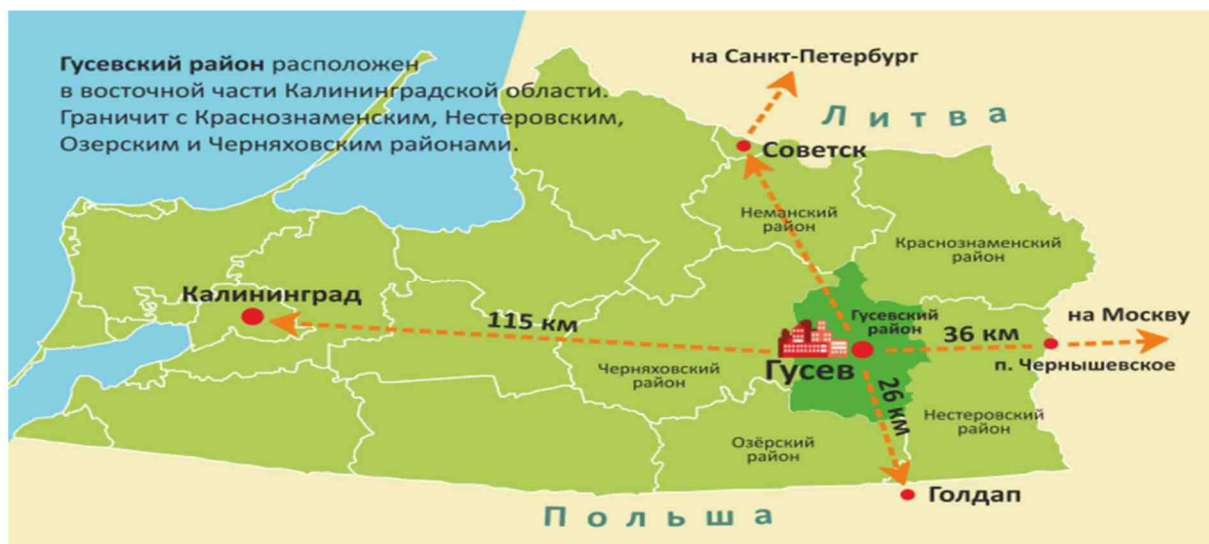 Гусевский район расположен
в восточной части Калининградской области.
Граничит с Краснознаменским, Нестеровским,
Озерским и Черняховским районами.
на Санкт-Петербург
Литва
Советск
Неманский
район
Краснознаменский
район
Калининград
115 км
Гусевский
район
36 км
на Москву
п. Чернышевское
Черняховский
район
Гусев
26 км
Нестеровский
район
Озёрский
район
Голдап
Польша